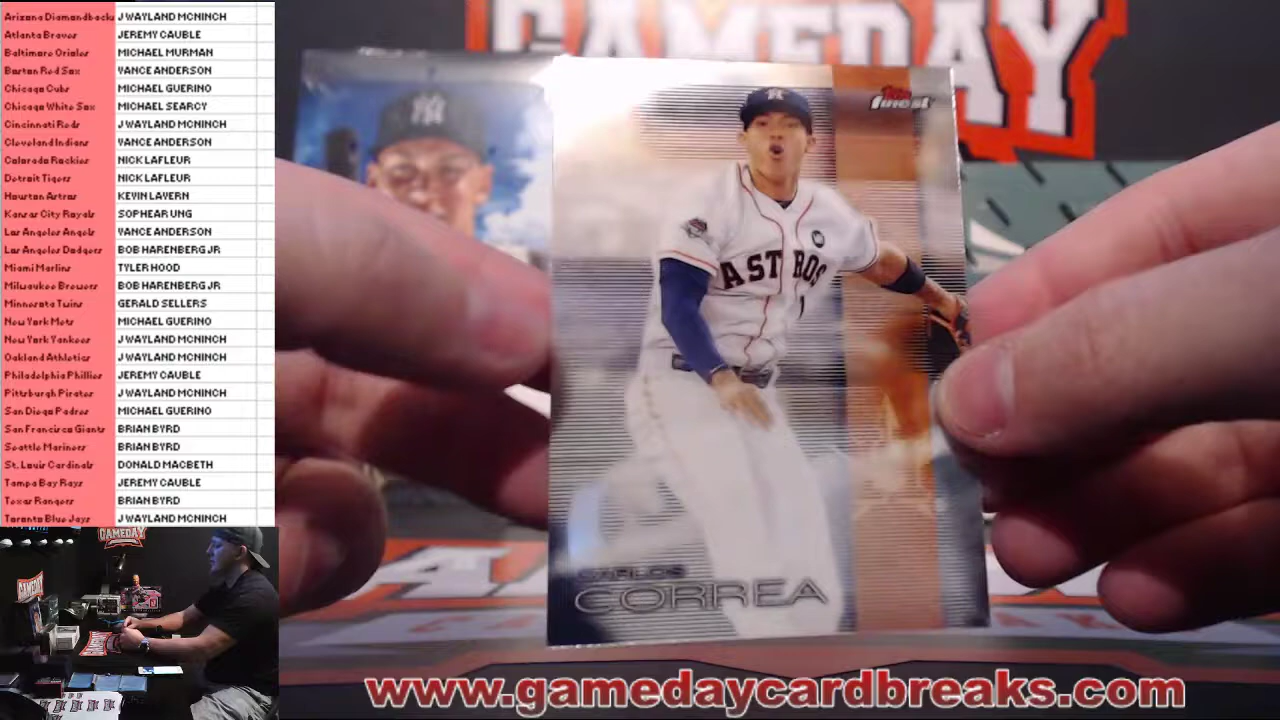 Arizona Diamondbacks J WAYLAND MCNINCH
Atlanta Braves JEREMY CAUBLE
Baltimore Orioles MICHAEL MURMAN
Boston Red Sox VANCE ANDERSON
Chicago Cubs MICHAEL GUERINO
Chicago White Sox MICHAEL SEARCY
Cincinnati Reds J WAYLAND MCNINCH
Cleveland Indians VANCE ANDERSON
Colorado Rockies NICK LAFLEUR
Detroit Tigers NICK LAFLEUR
Houston Astros KEVIN LAVERN
Kansas City Royals SOPHEAR UNG
Los Angeles Angels VANCE ANDERSON
Los Angeles Dodgers BOB HARENBERG JR
Miami Marlins TYLER HOOD
Milwaukee Brewers BOB HARENBERG JR
Minnesota Twins GERALD SELLERS
New York Mets MICHAEL GUERINO
New York Yankees J WAYLAND MCNINCH
Oakland Athletics J WAYLAND MCNINCH
Philadelphia Phillies JEREMY CAUBLE
Pittsburgh Pirates J WAYLAND MCNINCH
San Diego Padres MICHAEL GUERINO
San Francisco Giants BRIAN BYRD
Seattle Mariners BRIAN BYRD
St. Louis Cardinals DONALD MACBETH
Tampa Bay Rays JEREMY CAUBLE
Texas Rangers BRIAN BYRD
Toronto Blue Jays J WAYLAND MCNINCH
GAMEDAY
Topps
finest
ASTROS
1
CARLOS
CORREA
GAMEDAY
GAMEDAY
www.gamedaycardbreaks.com